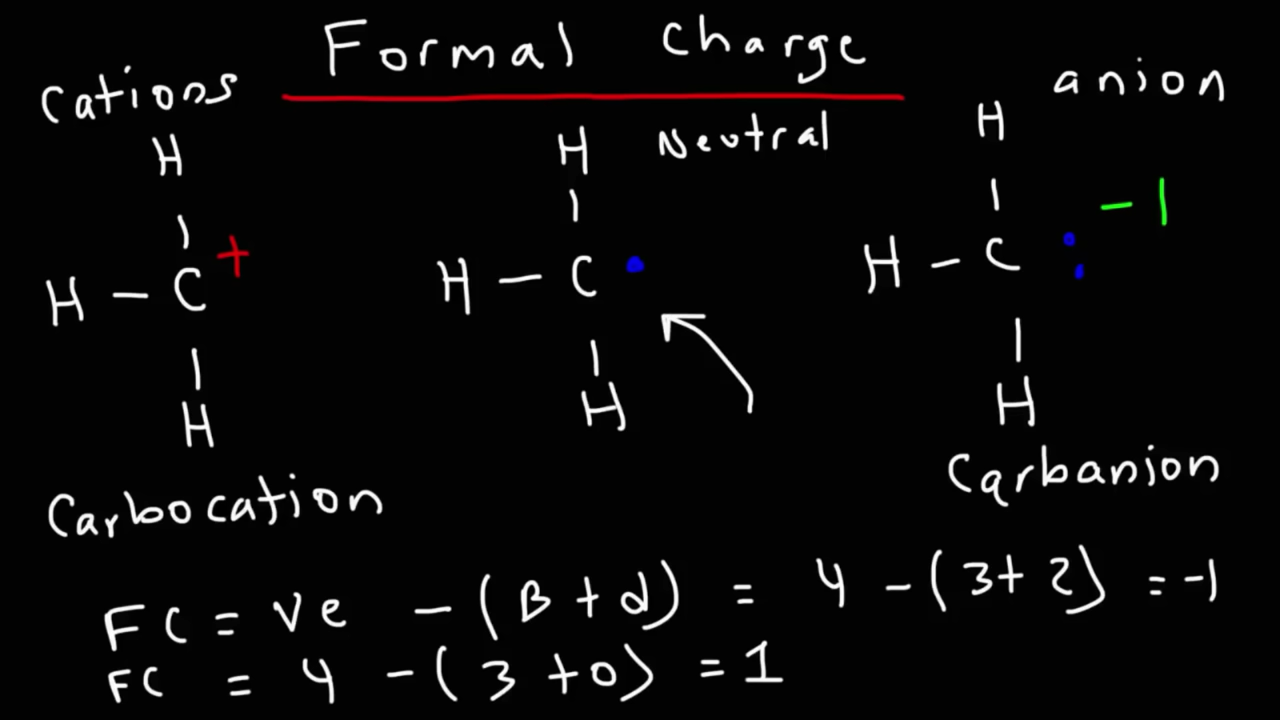 Formal Charge
Cations
Neutral
anion
H
H
H
H – C +
H – C •
H – C : – 1
H
H
H
Carbocation
Carbanion
FC = ve – (B + d) = 4 – (3 + 2) = -1
FC = 4 – (3 + 0) = 1